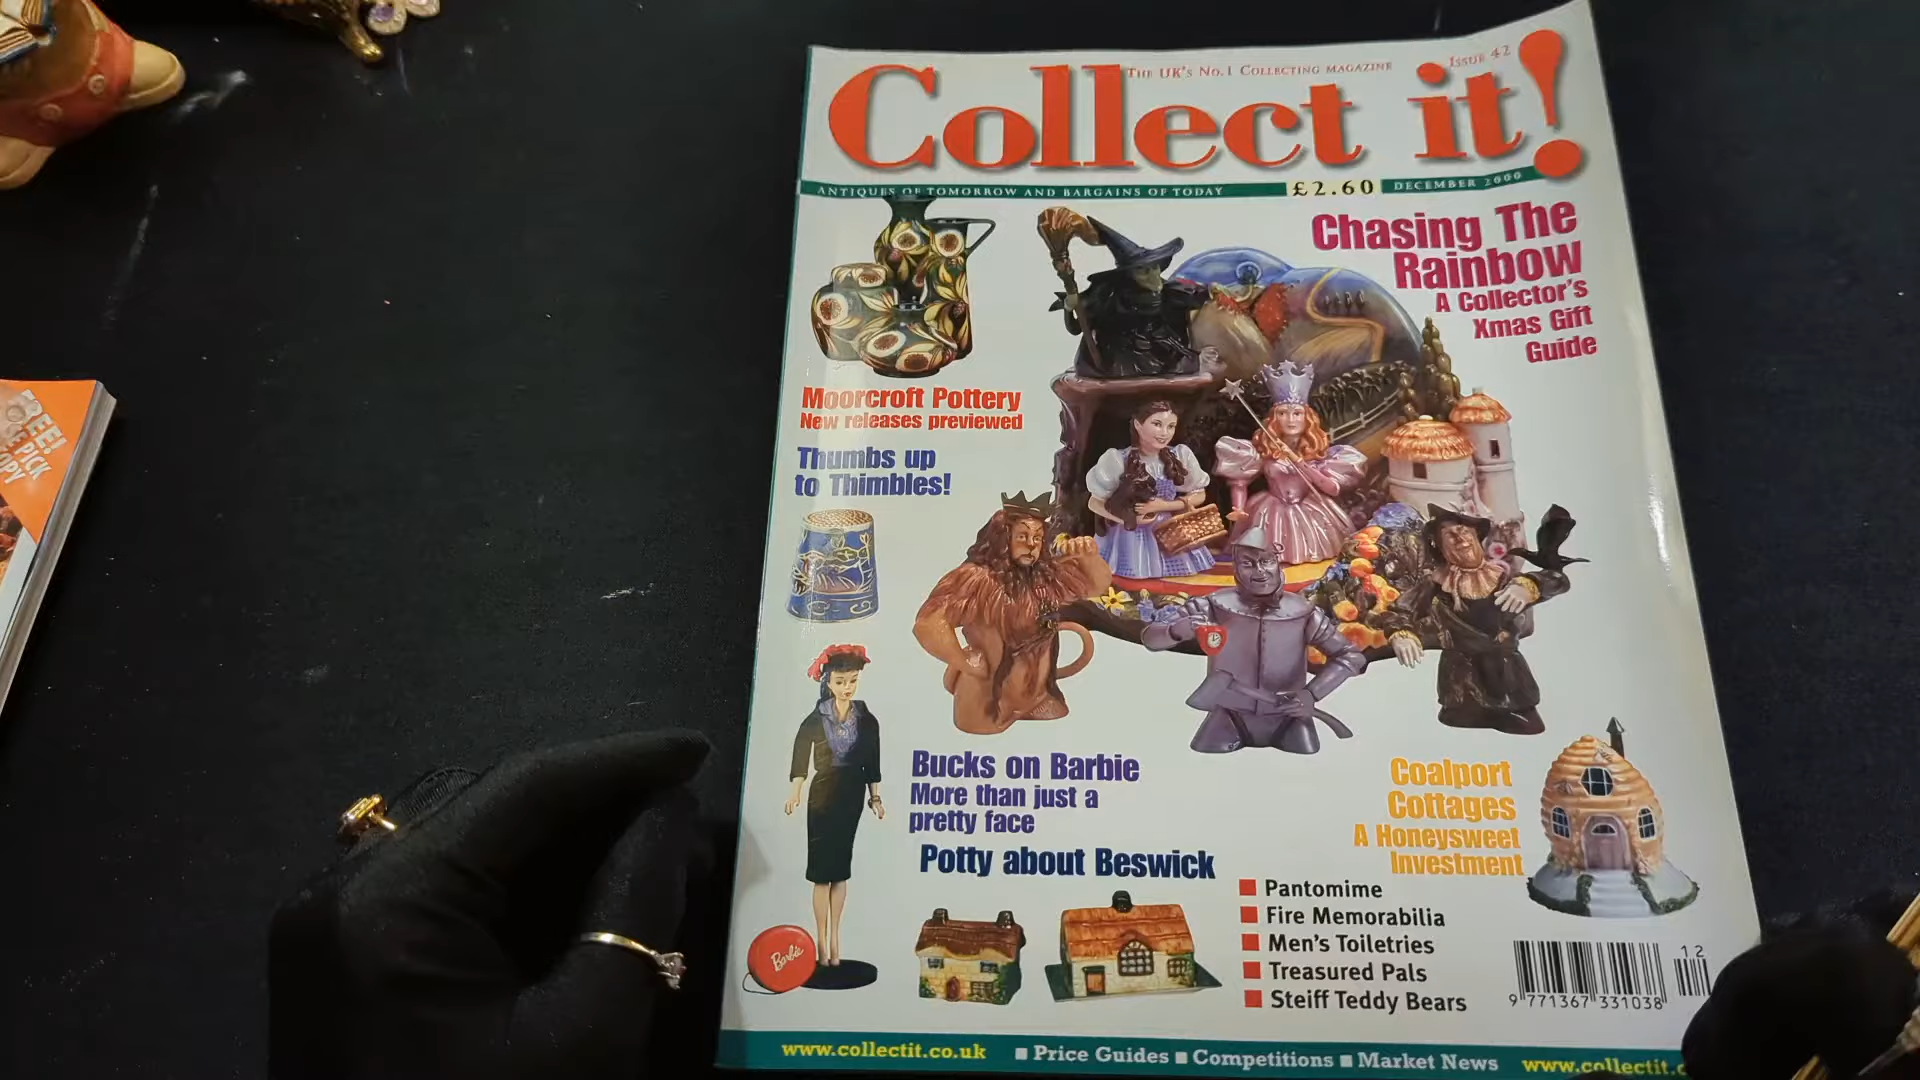 THE UK'S NO.1 COLLECTING MAGAZINE
ISSUE 42
Collect it!
ANTIQUES OF TOMORROW AND BARGAINS OF TODAY
£2.60
DECEMBER 2000
Chasing The
Rainbow
A Collector's
Xmas Gift
Guide
Moorcroft Pottery
New releases previewed
Thumbs up
to Thimbles!
FREE!
PICK
Bucks on Barbie
More than just a
pretty face
Potty about Beswick
Barbie
Coalport
Cottages
A Honeysweet
Investment
Pantomime
Fire Memorabilia
Men's Toiletries
Treasured Pals
Steiff Teddy Bears
12
9 771367 331038
www.collectit.co.uk
Price Guides
Competitions
Market News
www.collectit.c